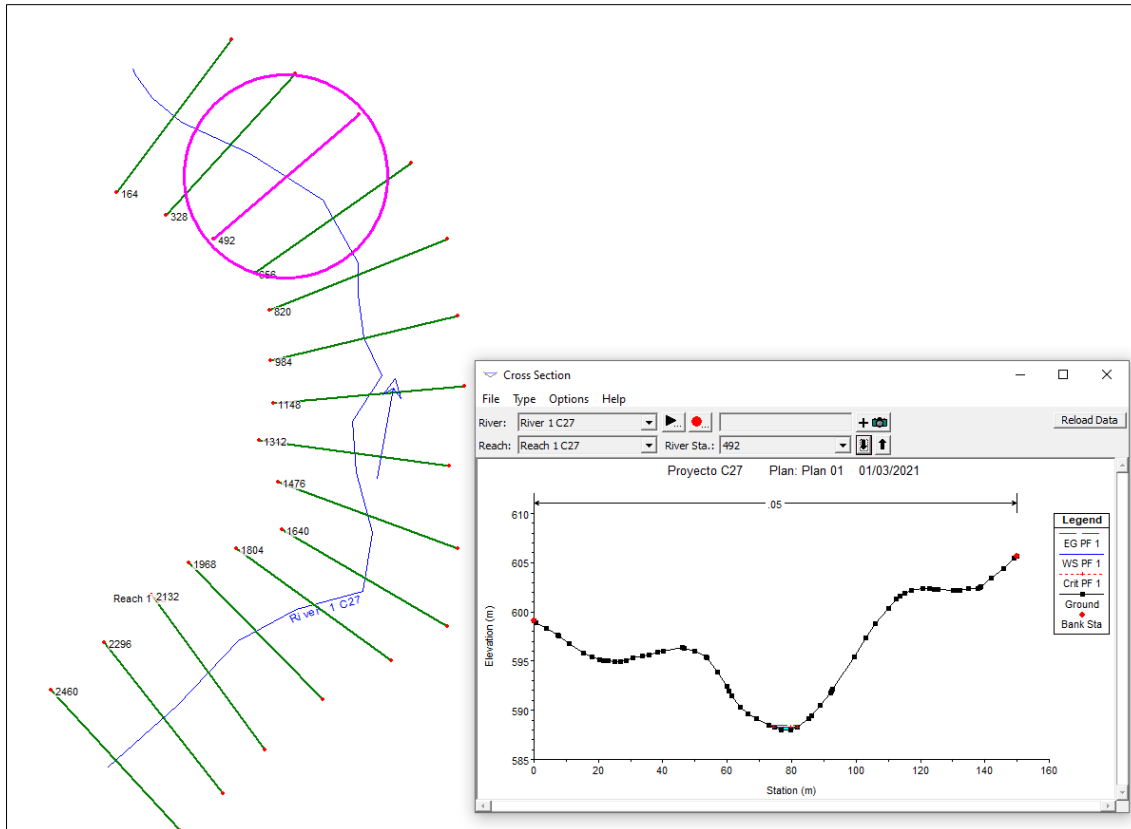 164
328
492
656
820
984
1148
1312
1476
1640
1804
1968
Reach 1 2132
River 1 C27
2296
2460
Cross Section
File Type Options Help
River: River 1 C27 Reload Data
Reach: Reach 1 C27 River Sta.: 492
Proyecto C27 Plan: Plan 01 01/03/2021
.05
Legend
EG PF 1
WS PF 1
Crit PF 1
Ground
Bank Sta
610
605
600
595
590
585
Elevation (m)
0 20 40 60 80 100 120 140 160
Station (m)